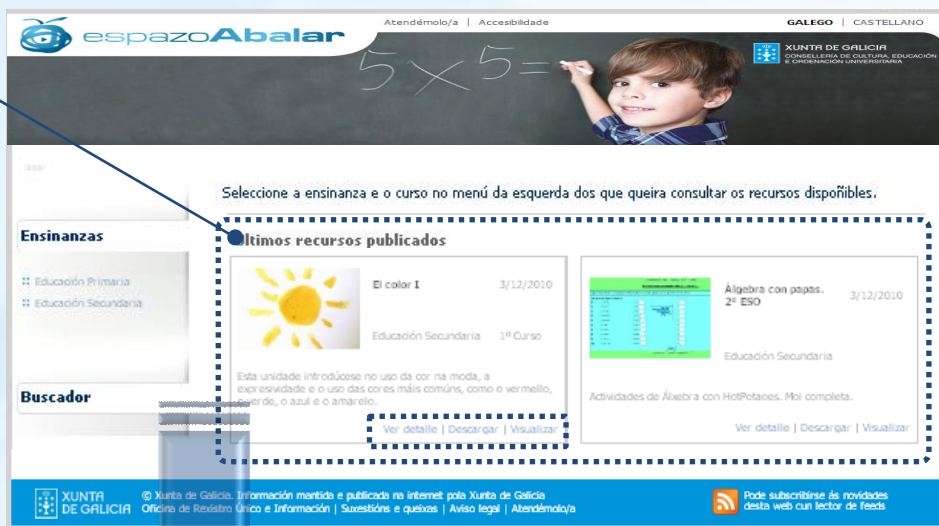 espazoAbalar
Atendémolo/a | Accesibilidade
GALEGO | CASTELLANO
5 × 5 =
XUNTA DE GALICIA
CONSELLERÍA DE CULTURA, EDUCACIÓN
E ORDENACIÓN UNIVERSITARIA
Seleccione a ensinanza e o curso no menú da esquerda dos que queira consultar os recursos dispoñibles.
Ensinanzas
Educación Primaria
Educación Secundaria
Buscador
Últimos recursos publicados
El color I 3/12/2010
Educación Secundaria 1º Curso
Esta unidade introdúcese no uso da cor na moda, a
expresividade e o uso das cores máis comúns, como o vermello,
o verde, o azul e o amarelo.
Ver detalle | Descargar | Visualizar
Álgebra con papas.
2º ESO
3/12/2010
Educación Secundaria
Actividades de Álxebra con HotPotaoes. Moi completa.
Ver detalle | Descargar | Visualizar
XUNTA
DE GALICIA
© Xunta de Galicia. Información mantida e publicada na internet pola Xunta de Galicia
Oficina de Rexistro Único e Información | Suxestións e queixas | Aviso legal | Atendémolo/a
Pode subscribirse ás novidades
desta web cun lector de feeds